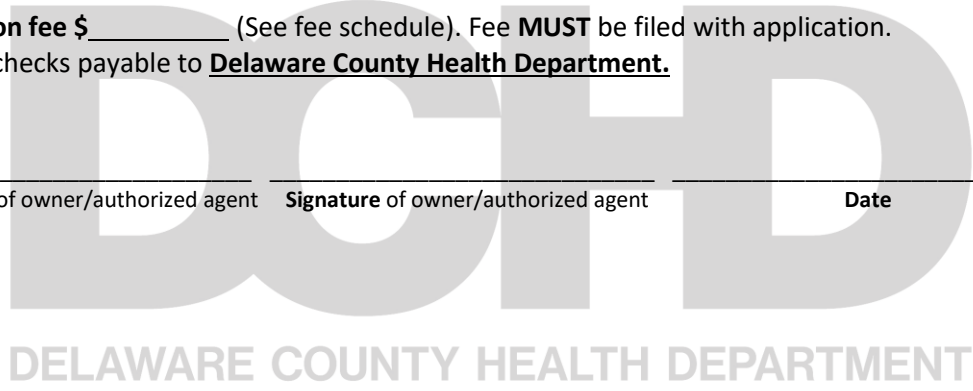 on fee $__________ (See fee schedule). Fee MUST be filed with application.
checks payable to Delaware County Health Department.
of owner/authorized agent Signature of owner/authorized agent Date
DCHD
DELAWARE COUNTY HEALTH DEPARTMENT